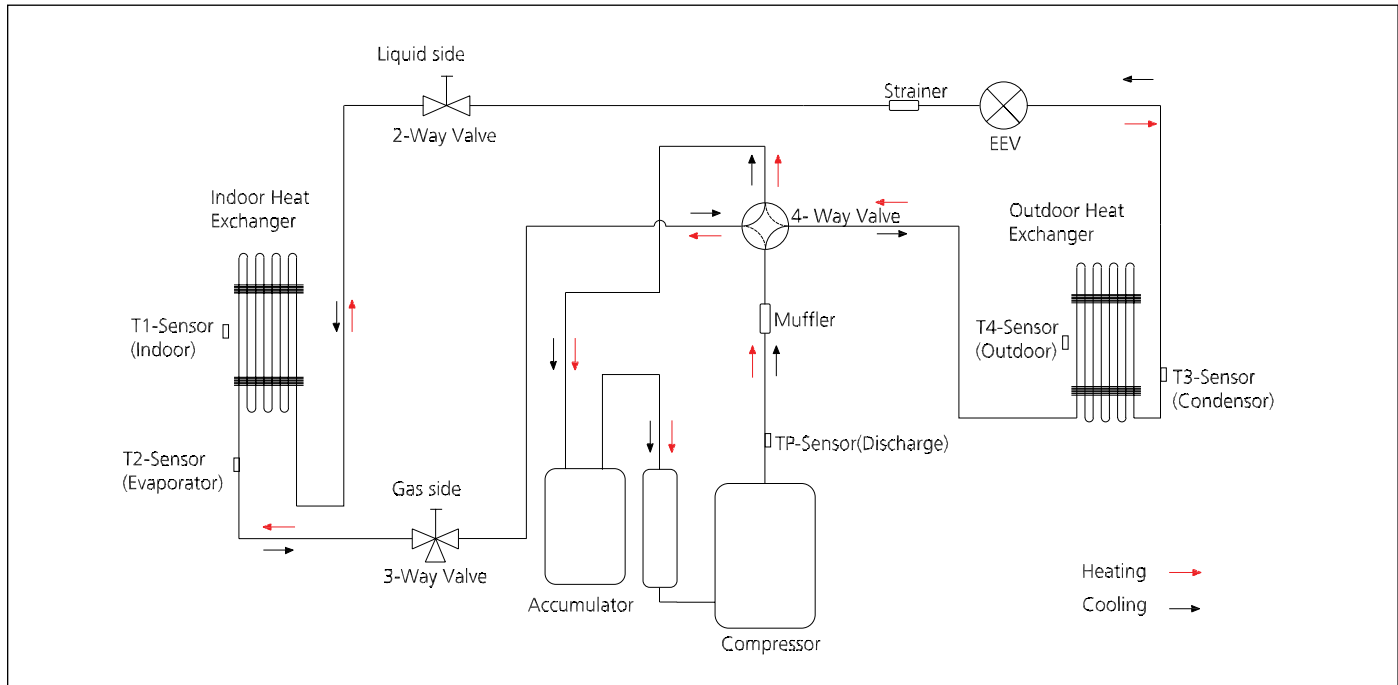 Liquid side
2-Way Valve
Strainer
EEV
Indoor Heat
Exchanger
4- Way Valve
Outdoor Heat
Exchanger
T1-Sensor
(Indoor)
Muffler
T4-Sensor
(Outdoor)
T3-Sensor
(Condensor)
T2-Sensor
(Evaporator)
TP-Sensor(Discharge)
Gas side
3-Way Valve
Accumulator
Compressor
Heating
Cooling